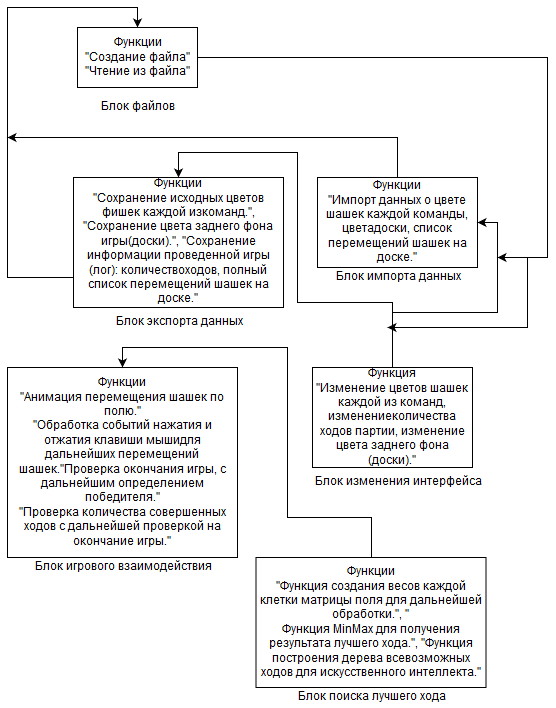 Функции
"Создание файла"
"Чтение из файла"
Блок файлов
Функции
"Сохранение исходных цветов
фишек каждой изкоманд.",
"Сохранение цвета заднего фона
игры(доски).", "Сохранение
информации проведенной игры
(лог): количествоходов, полный
список перемещений шашек на
доске."
Блок экспорта данных
Функции
"Импорт данных о цвете
шашек каждой команды,
цветадоски, список
перемещений шашек на
доске."
Блок импорта данных
Функция
"Изменение цветов шашек
каждой из команд,
изменениеколичества
ходов партии, изменение
цвета заднего фона
(доски)."
Блок изменения интерфейса
Функции
"Анимация перемещения шашек по
полю."
"Обработка событий нажатия и
отжатия клавиши мышидля
дальнейших перемещений
шашек."Проверка окончания игры, с
дальнейшим определением
победителя."
"Проверка количества совершенных
ходов с дальнейшей проверкой на
окончание игры."
Блок игрового взаимодействия
Функции
"Функция создания весов каждой
клетки матрицы поля для дальнейшей
обработки.", "
Функция MinMax для получения
результата лучшего хода.", "Функция
построения дерева всевозможных
ходов для искусственного интеллекта."
Блок поиска лучшего хода